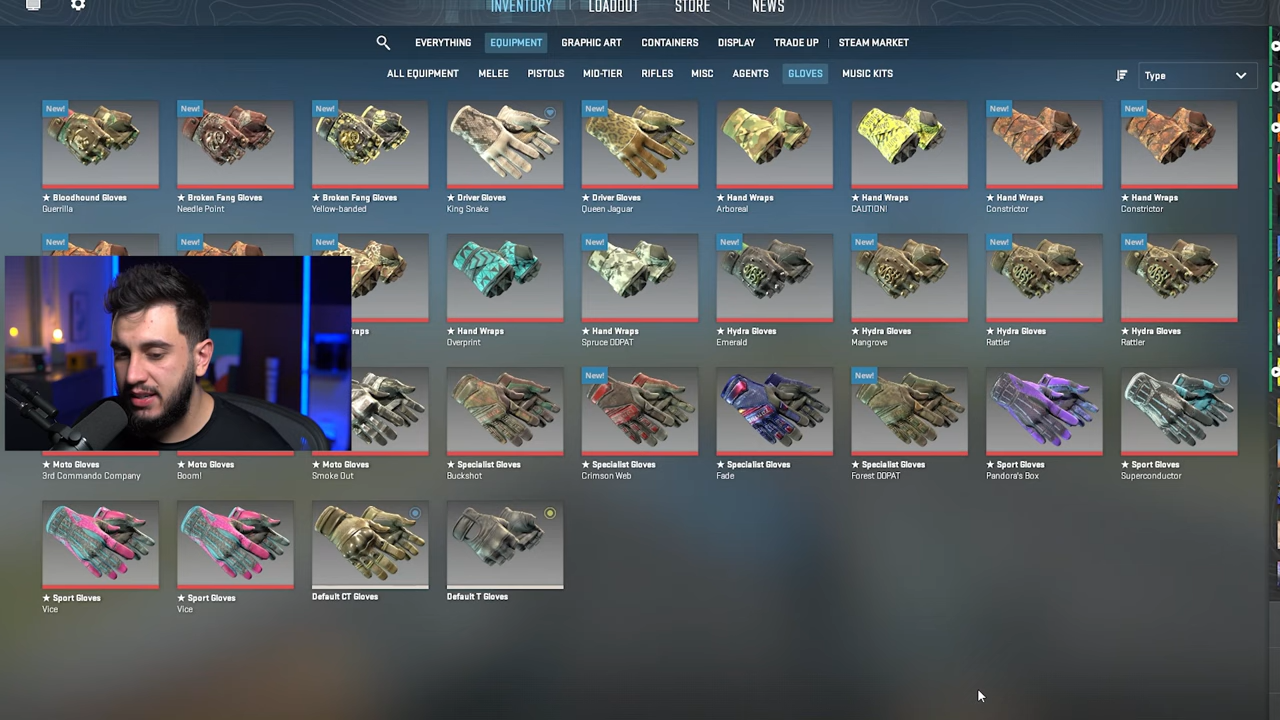 INVENTORY LOADOUT STORE NEWS
EVERYTHING EQUIPMENT GRAPHIC ART CONTAINERS DISPLAY TRADE UP STEAM MARKET
ALL EQUIPMENT MELEE PISTOLS MID-TIER RIFLES MISC AGENTS GLOVES MUSIC KITS
Type
New! New! New! New! New! New!
★ Bloodhound Gloves ★ Broken Fang Gloves ★ Broken Fang Gloves ★ Driver Gloves ★ Driver Gloves ★ Hand Wraps ★ Hand Wraps ★ Hand Wraps ★ Hand Wraps
Guerrilla Needle Point Yellow-banded King Snake Queen Jaguar Arboreal CAUTION! Constrictor Constrictor
New! New! New! New! New! New! New!
★ Hand Wraps ★ Hand Wraps ★ Hydra Gloves ★ Hydra Gloves ★ Hydra Gloves ★ Hydra Gloves
Overprint Spruce DDPAT Emerald Mangrove Rattler Rattler
New! New!
★ Moto Gloves ★ Moto Gloves ★ Moto Gloves ★ Specialist Gloves ★ Specialist Gloves ★ Specialist Gloves ★ Specialist Gloves ★ Sport Gloves ★ Sport Gloves
3rd Commando Company Boom! Smoke Out Buckshot Crimson Web Fade Forest DDPAT Pandora's Box Superconductor
★ Sport Gloves ★ Sport Gloves Default CT Gloves Default T Gloves
Vice Vice